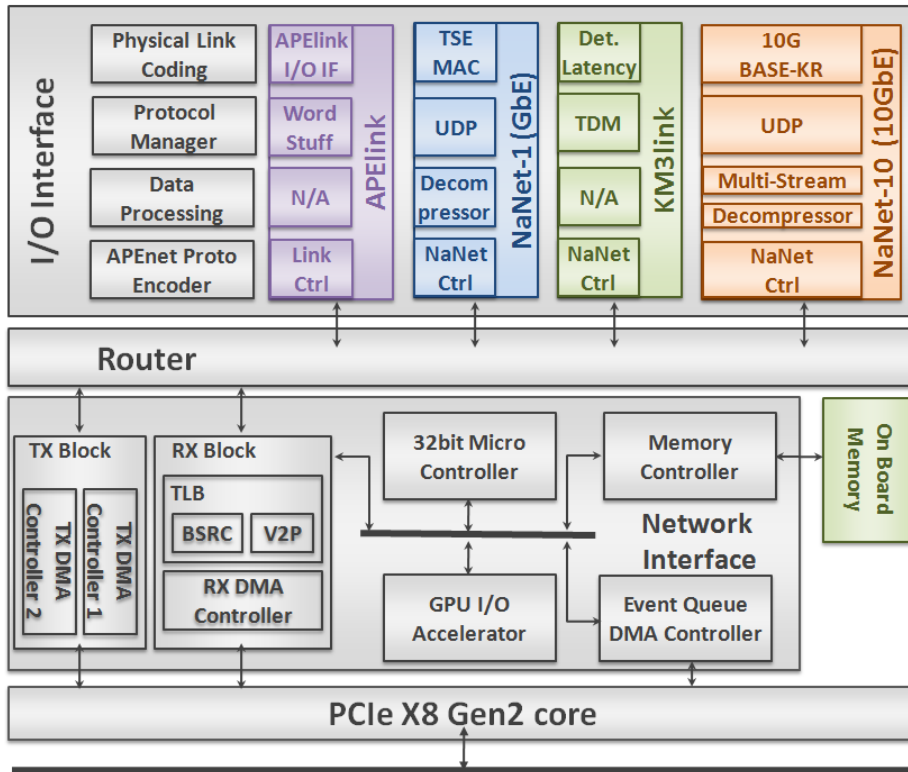 I/O Interface
Physical Link
Coding
Protocol
Manager
Data
Processing
APEnet Proto
Encoder
APElink
I/O IF
Word
Stuff
N/A
Link
Ctrl
APElink
TSE
MAC
UDP
Decom
pressor
NaNet
Ctrl
NaNet-1 (GbE)
Det.
Latency
TDM
N/A
NaNet
Ctrl
KM3link
10G
BASE-KR
UDP
Multi-Stream
Decompressor
NaNet
Ctrl
NaNet-10 (10GbE)
Router
TX Block
TX DMA
Controller 2
TX DMA
Controller 1
RX Block
TLB
BSRC
V2P
RX DMA
Controller
32bit Micro
Controller
Memory
Controller
On Board
Memory
Network
Interface
GPU I/O
Accelerator
Event Queue
DMA Controller
PCIe X8 Gen2 core